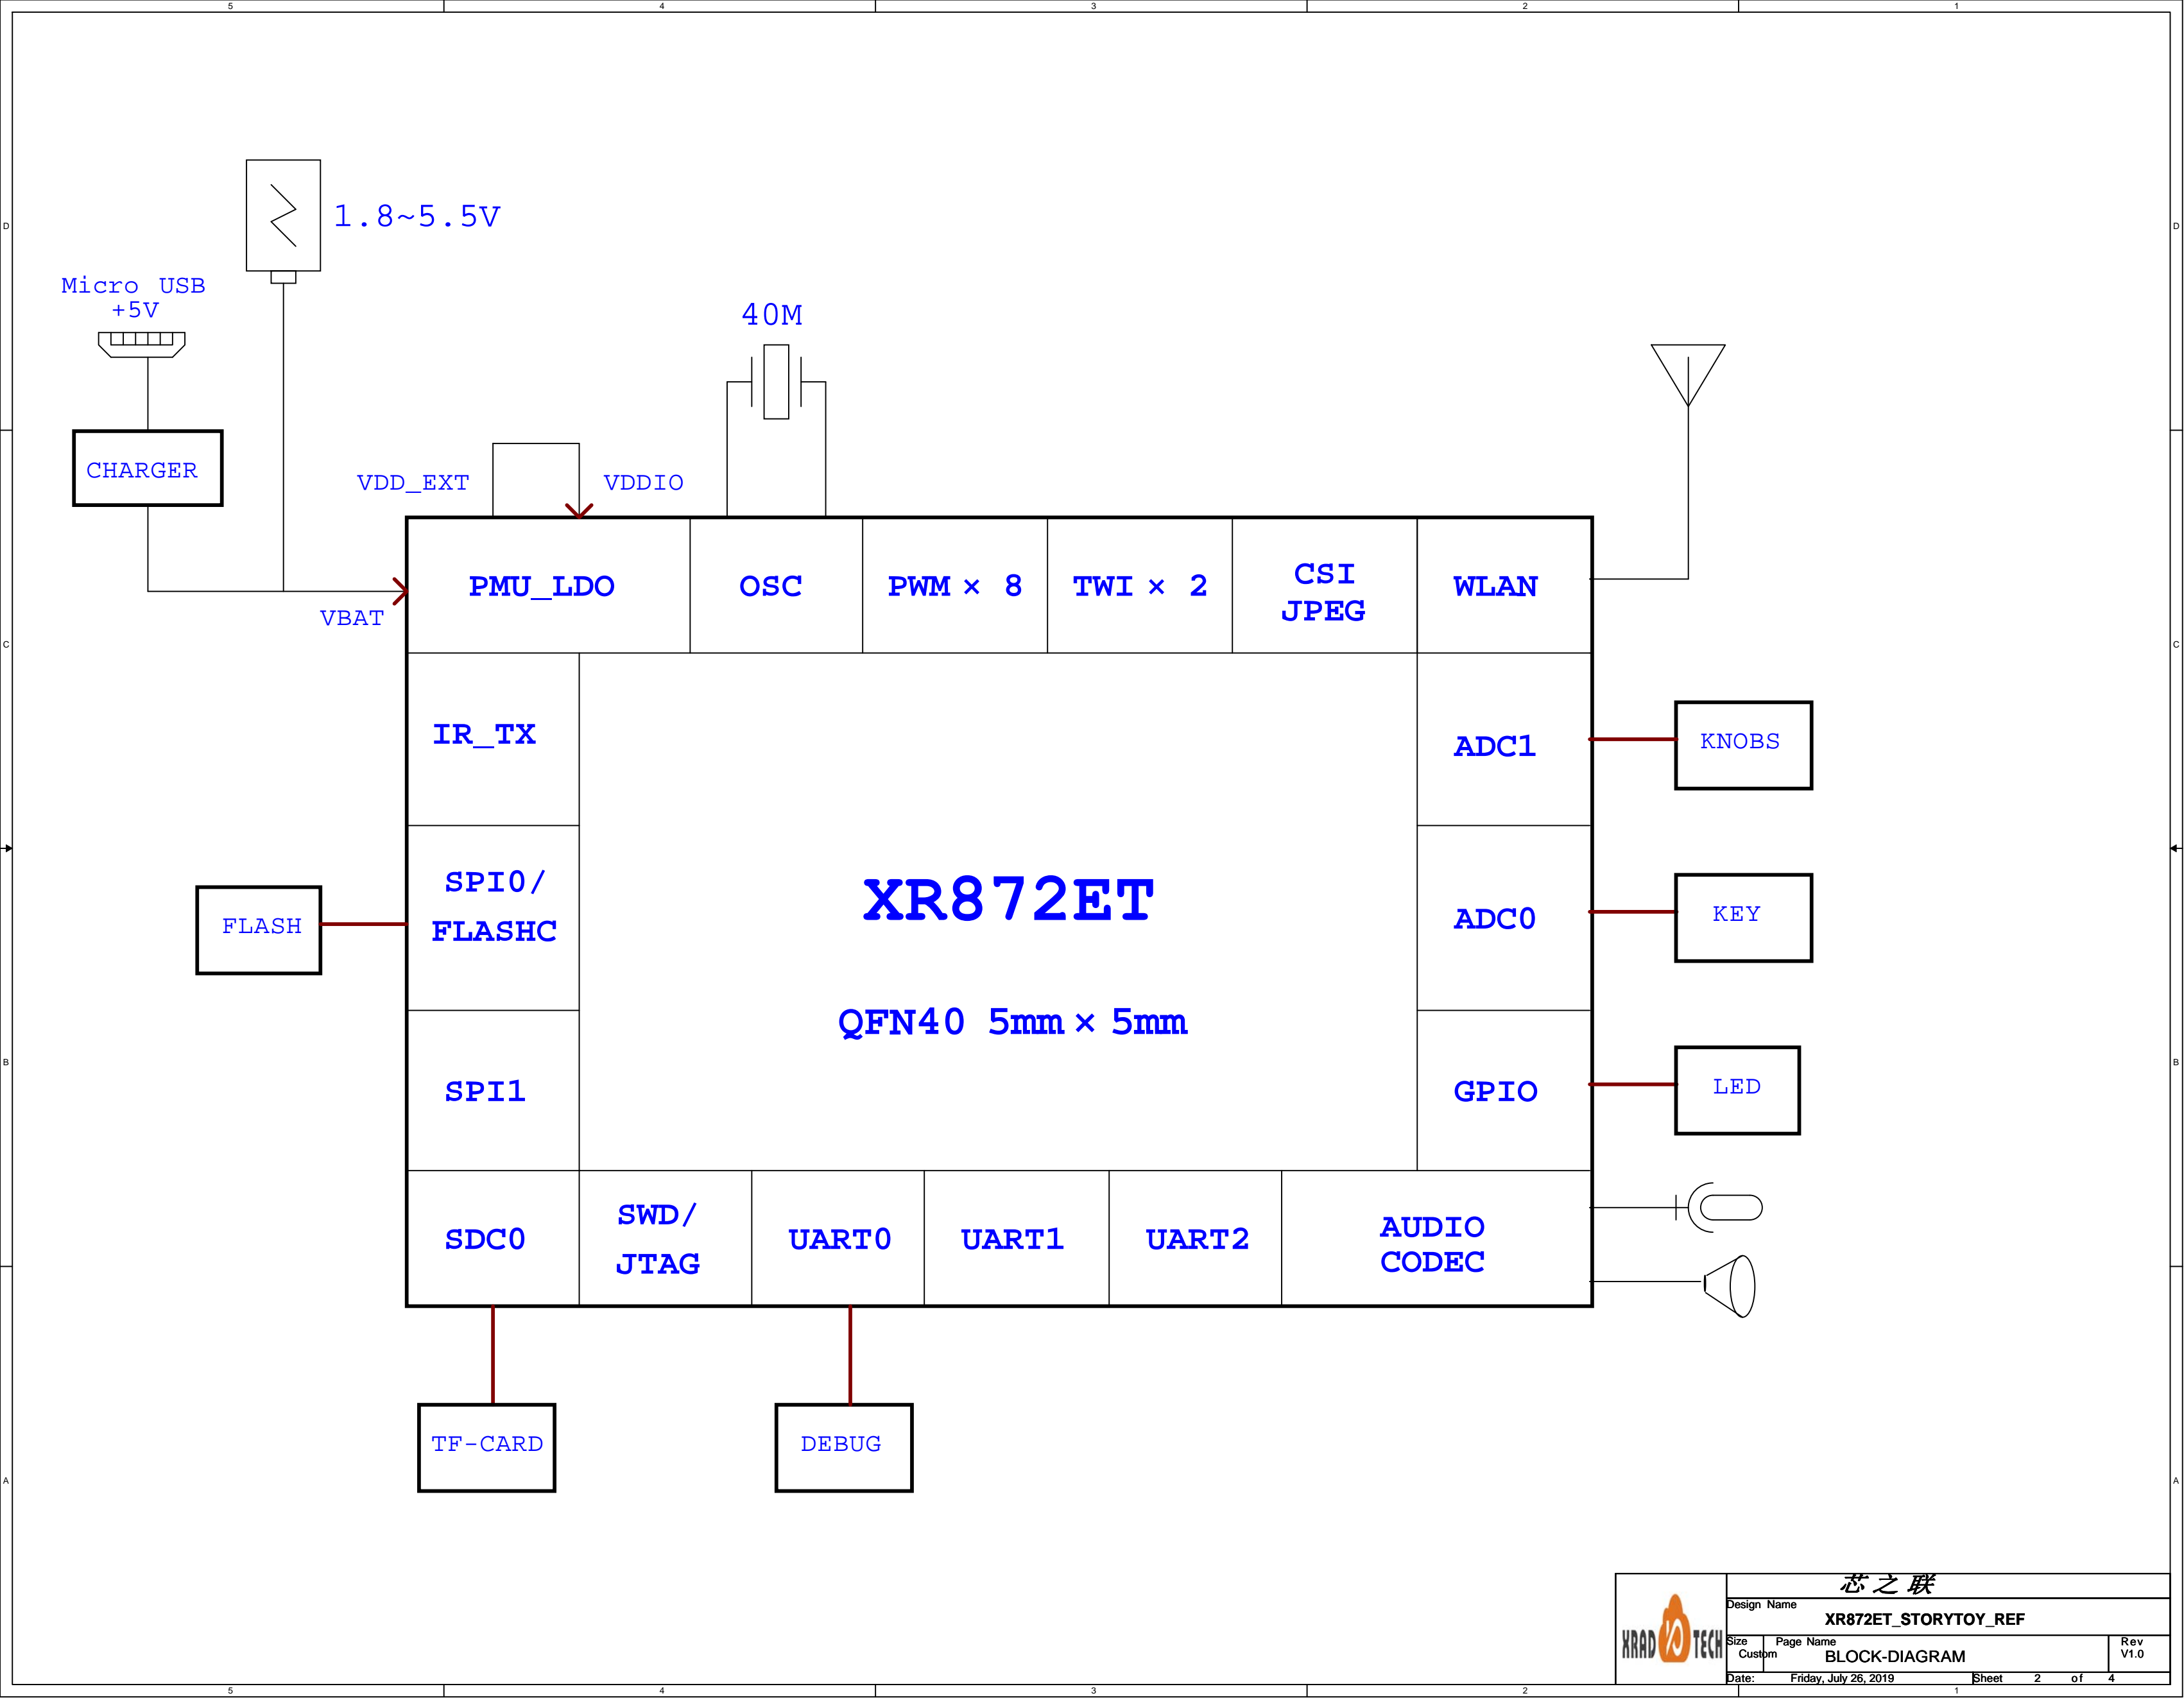 5 4 3 2 1
D D
1.8~5.5V
Micro USB
+5V
40M
CHARGER
VDD_EXT VDDIO
VBAT
PMU_LDO OSC PWM × 8 TWI × 2 CSI WLAN
JPEG
C C
IR_TX ADC1 KNOBS
SPI0/
FLASHC
FLASH
XR872ET
ADC0 KEY
QFN40 5mm × 5mm
B B
SPI1 GPIO LED
SDC0 SWD/ UART0 UART1 UART2 AUDIO
JTAG CODEC
TF-CARD DEBUG
A A
芯之联
Design Name
XR872ET_STORYTOY_REF
XRADIO TECH
Size Page Name Rev
Custom BLOCK-DIAGRAM V1.0
Date: Friday, July 26, 2019 Sheet 2 of 4
5 4 3 2 1